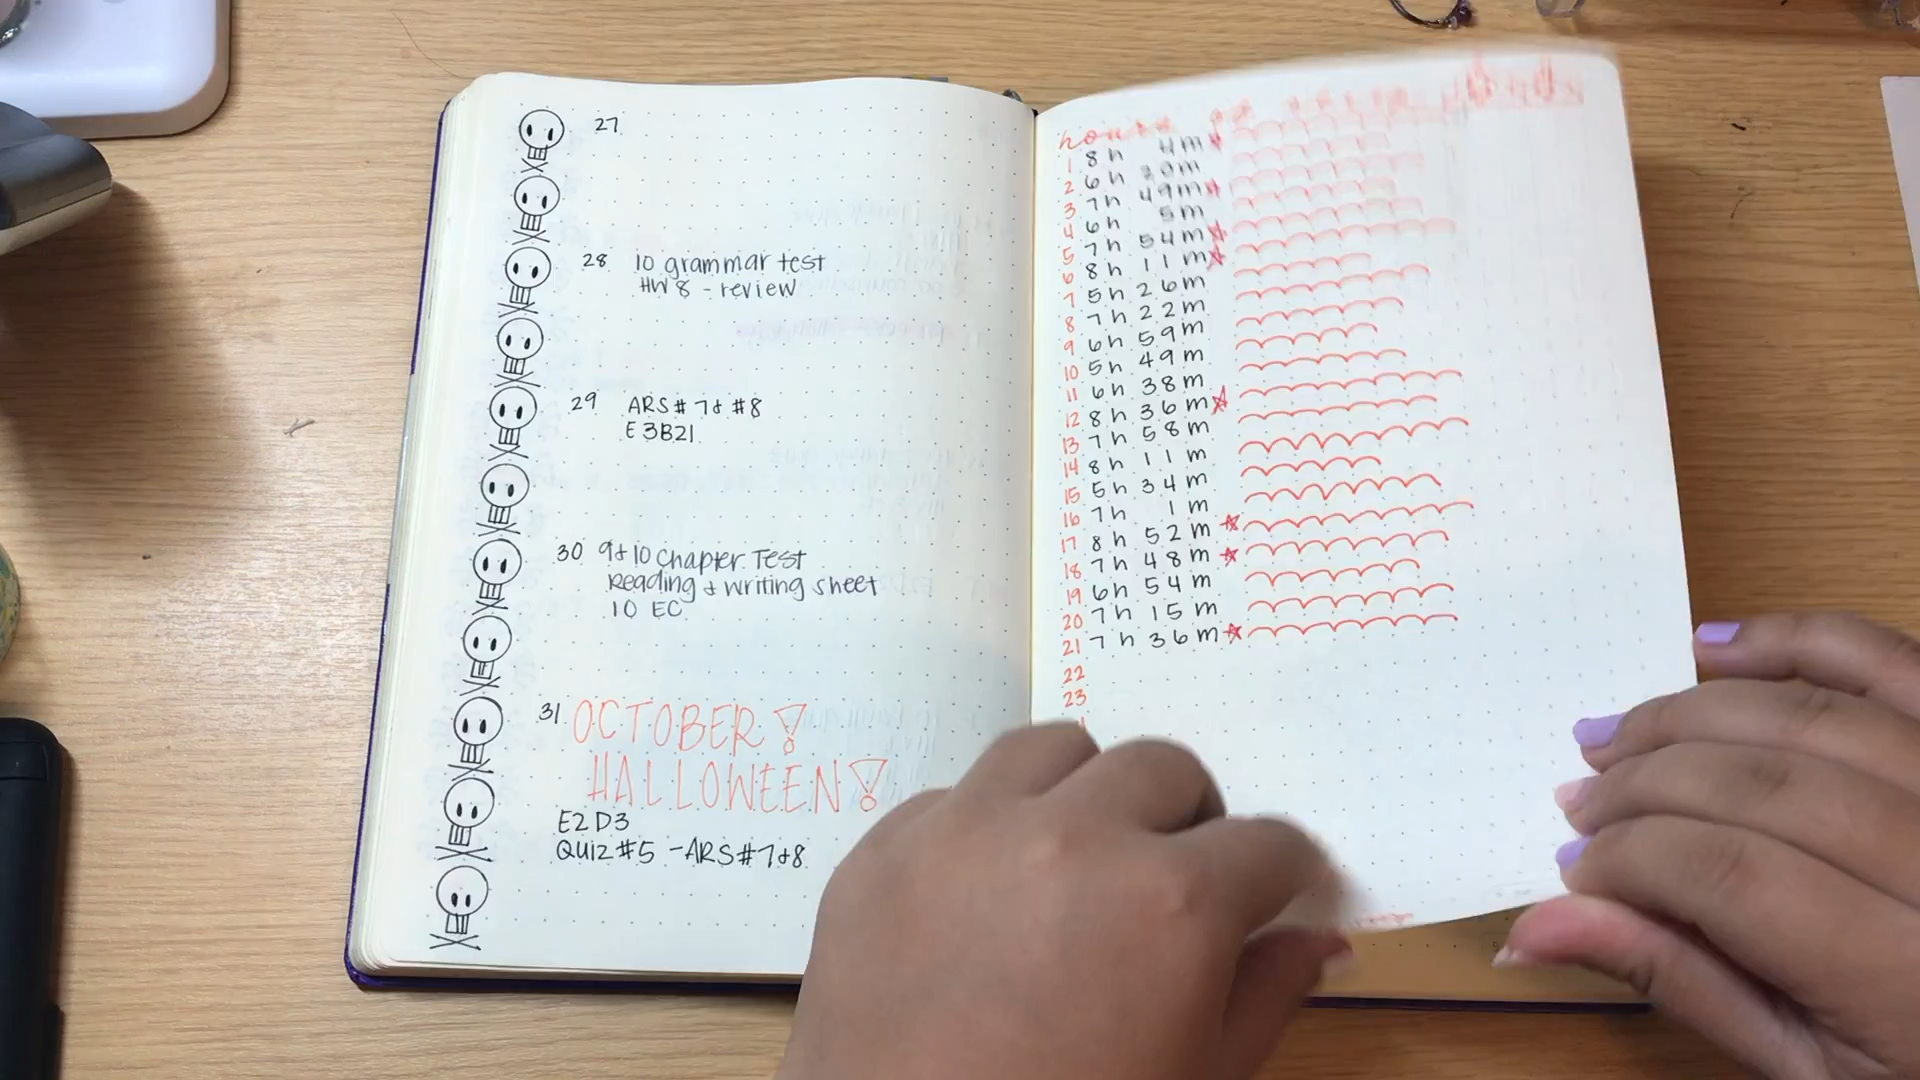 27
28 10 grammar test
HW 8 - review
29 ARS # 7 & #8
E 3B21
30 9 & 10 Chapter Test
Reading & writing sheet
10 EC
31 OCTOBER!
HALLOWEEN!
E2 D3
QUIZ #5 - ARS # 7 & 8
hours
1 8h 4m
2 6h 30m
3 7h 49m
4 6h 5m
5 7h 54m
6 8h 11m
7 5h 26m
8 7h 22m
9 6h 59m
10 5h 49m
11 6h 38m
12 8h 36m
13 7h 58m
14 8h 11m
15 5h 34m
16 7h 1m
17 8h 52m
18 7h 48m
19 6h 54m
20 7h 15m
21 7h 36m
22
23